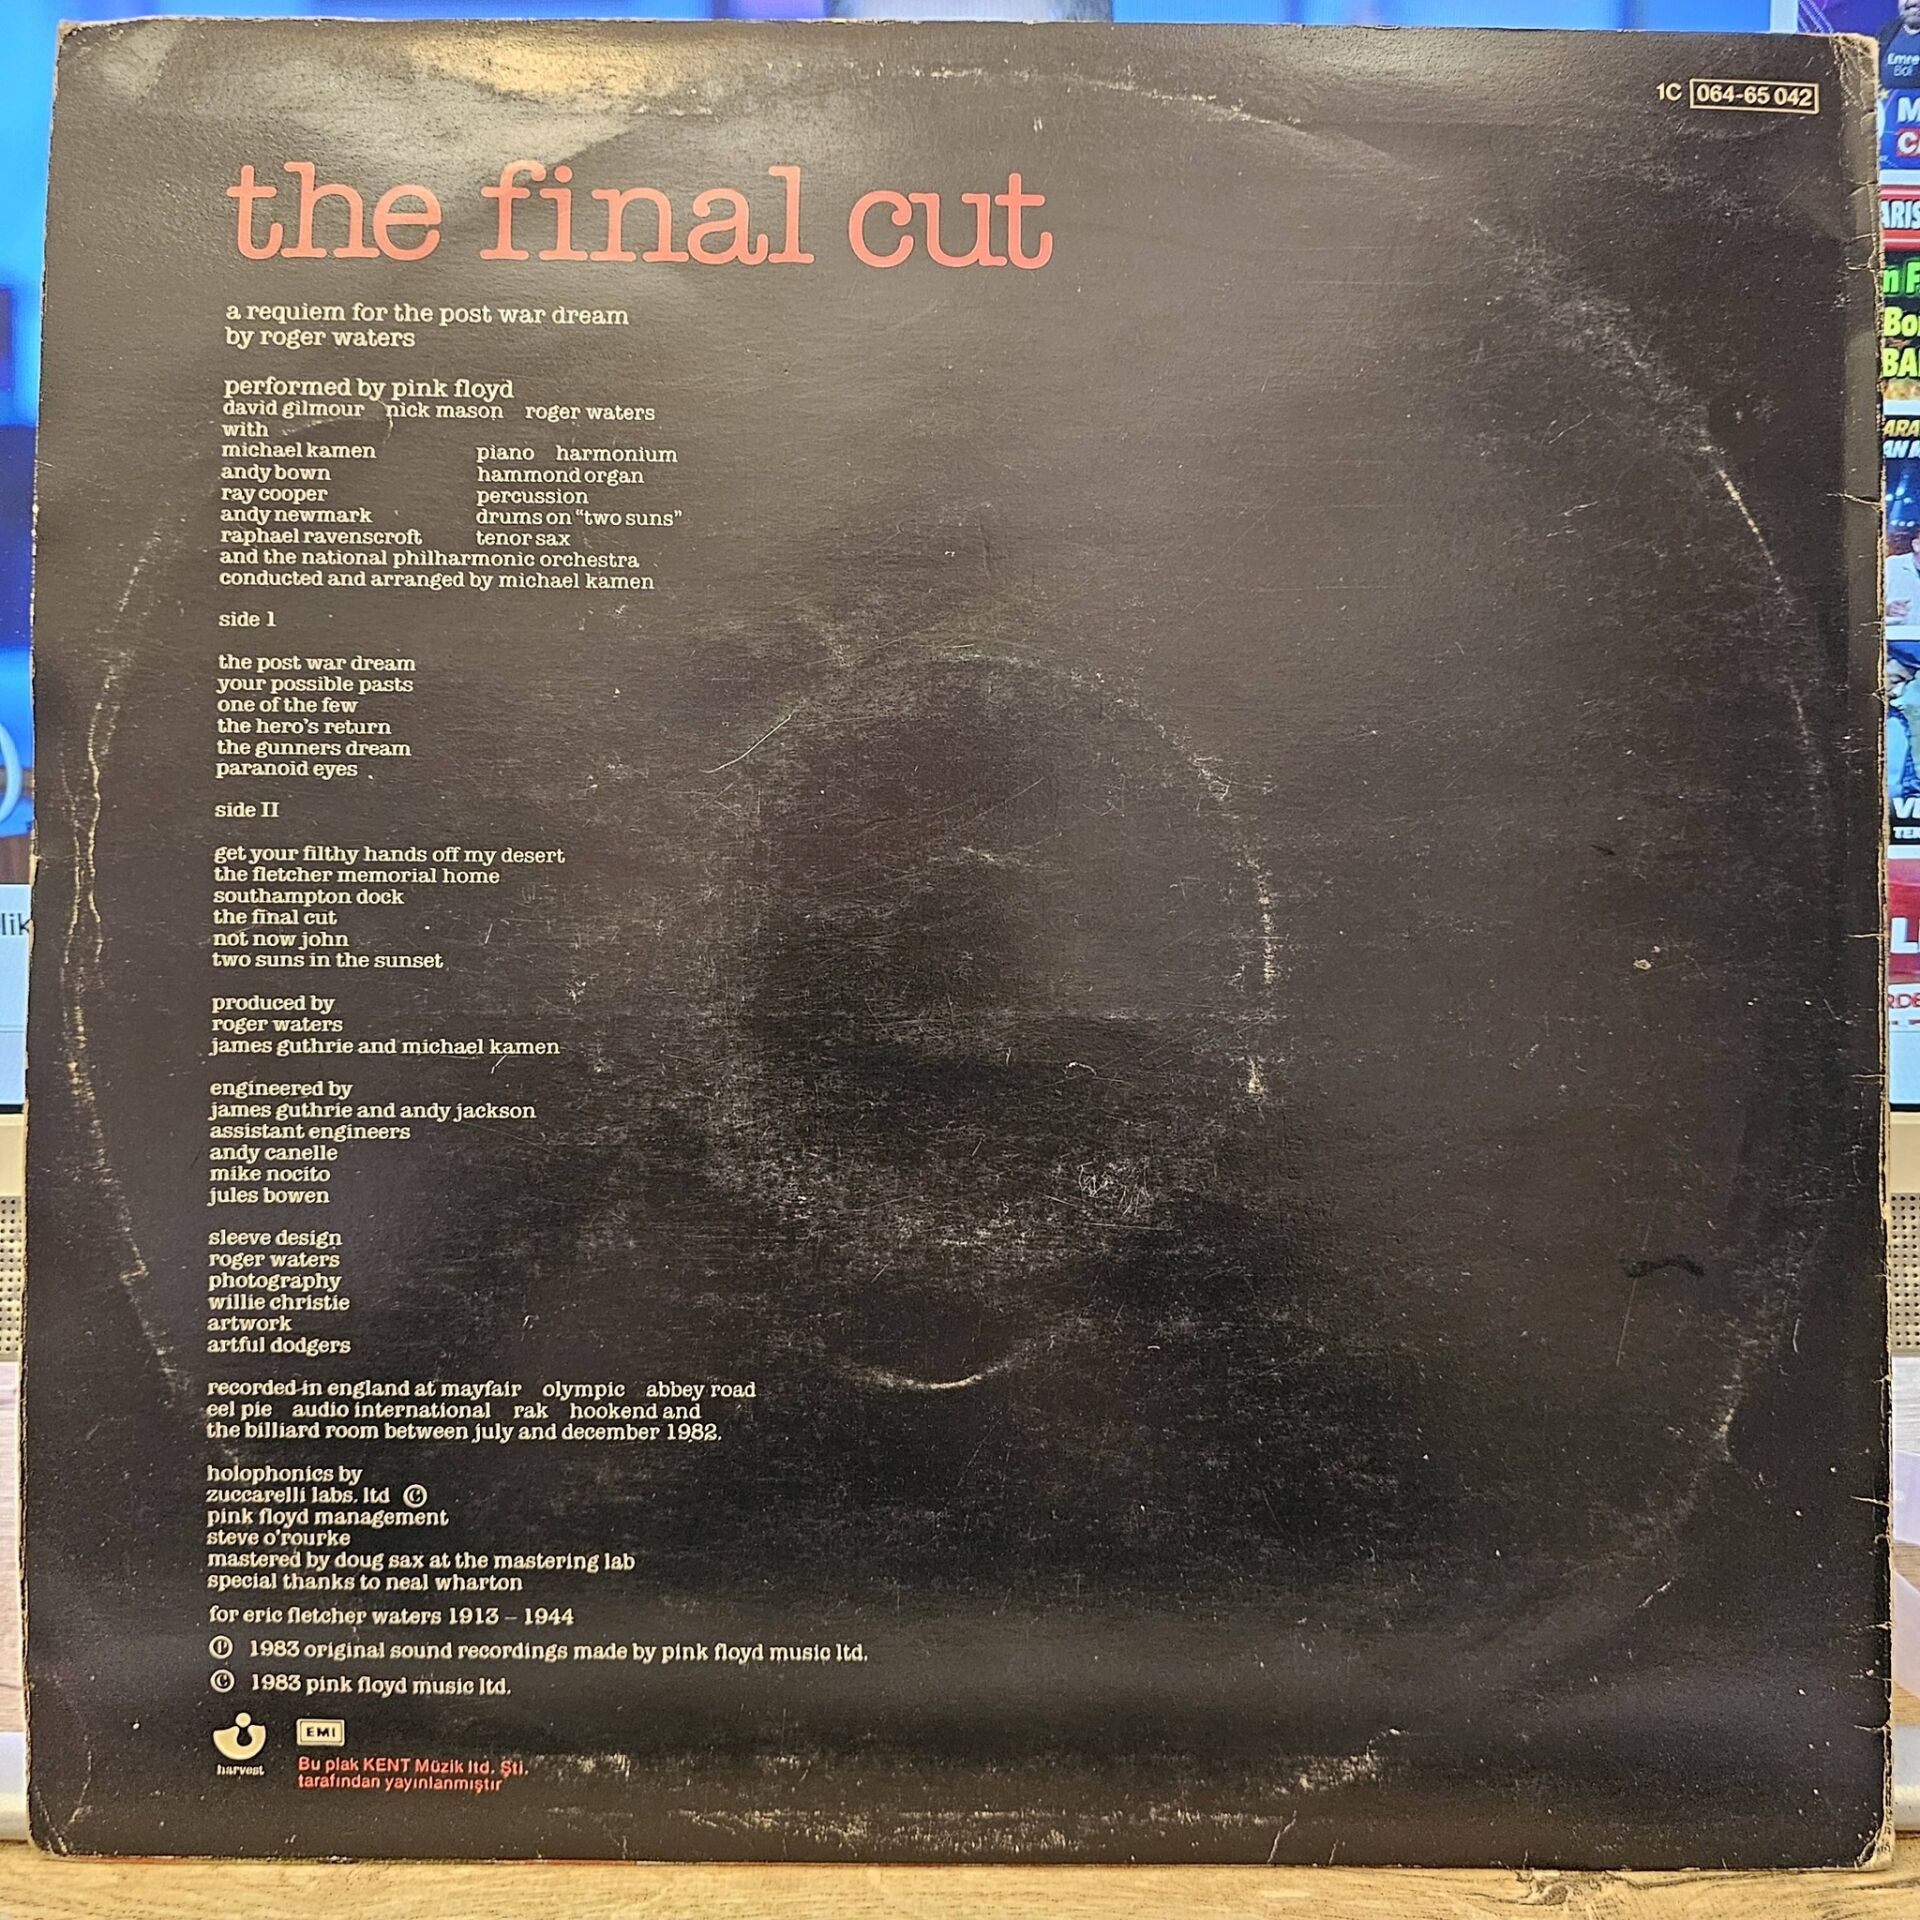 1C 064-65 042
the final cut
a requiem for the post war dream
by roger waters
performed by pink floyd
david gilmour nick mason roger waters
with
michael kamen piano harmonium
andy bown hammond organ
ray cooper percussion
andy newmark drums on "two suns"
raphael ravenscroft tenor sax
and the national philharmonic orchestra
conducted and arranged by michael kamen
side I
the post war dream
your possible pasts
one of the few
the hero's return
the gunners dream
paranoid eyes
side II
get your filthy hands off my desert
the fletcher memorial home
southampton dock
the final cut
not now john
two suns in the sunset
produced by
roger waters
james guthrie and michael kamen
engineered by
james guthrie and andy jackson
assistant engineers
andy canelle
mike nocito
jules bowen
sleeve design
roger waters
photography
willie christie
artwork
artful dodgers
recorded in england at mayfair olympic abbey road
eel pie audio international rak hookend and
the billiard room between july and december 1982.
holophonics by
zuccarelli labs. ltd ©
pink floyd management
steve o'rourke
mastered by doug sax at the mastering lab
special thanks to neal wharton
for eric fletcher waters 1913 – 1944
℗ 1983 original sound recordings made by pink floyd music ltd.
© 1983 pink floyd music ltd.
harvest
EMI
Bu plak KENT Müzik ltd. Şti.
tarafından yayınlanmıştır
Emre
Bol